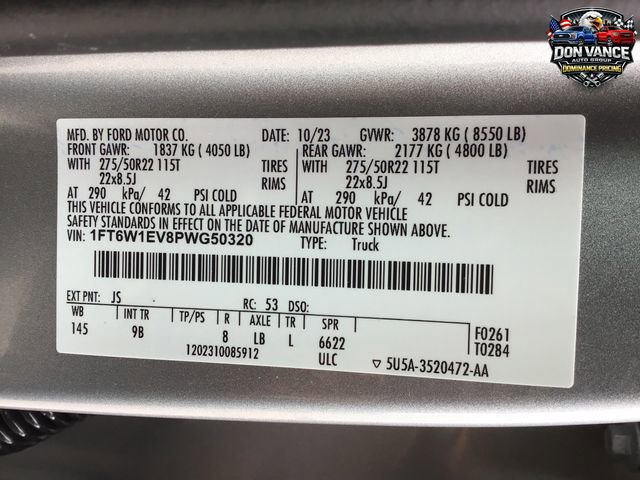 DON VANCE
AUTO GROUP
DOMINANCE PRICING
MFD. BY FORD MOTOR CO. DATE: 10/23 GVWR: 3878 KG ( 8550 LB)
FRONT GAWR: 1837 KG ( 4050 LB) REAR GAWR: 2177 KG ( 4800 LB)
WITH 275/50R22 115T TIRES WITH 275/50R22 115T TIRES
22x8.5J RIMS 22x8.5J RIMS
AT 290 kPa/ 42 PSI COLD AT 290 kPa/ 42 PSI COLD
THIS VEHICLE CONFORMS TO ALL APPLICABLE FEDERAL MOTOR VEHICLE
SAFETY STANDARDS IN EFFECT ON THE DATE OF MANUFACTURE SHOWN ABOVE.
VIN: 1FT6W1EV8PWG50320 TYPE: Truck
EXT PNT: JS RC: 53 DSO:
WB INT TR TP/PS R AXLE TR SPR F0261
145 9B 8 LB L 6622 T0284
1202310085912 ULC ▽ 5U5A-3520472-AA